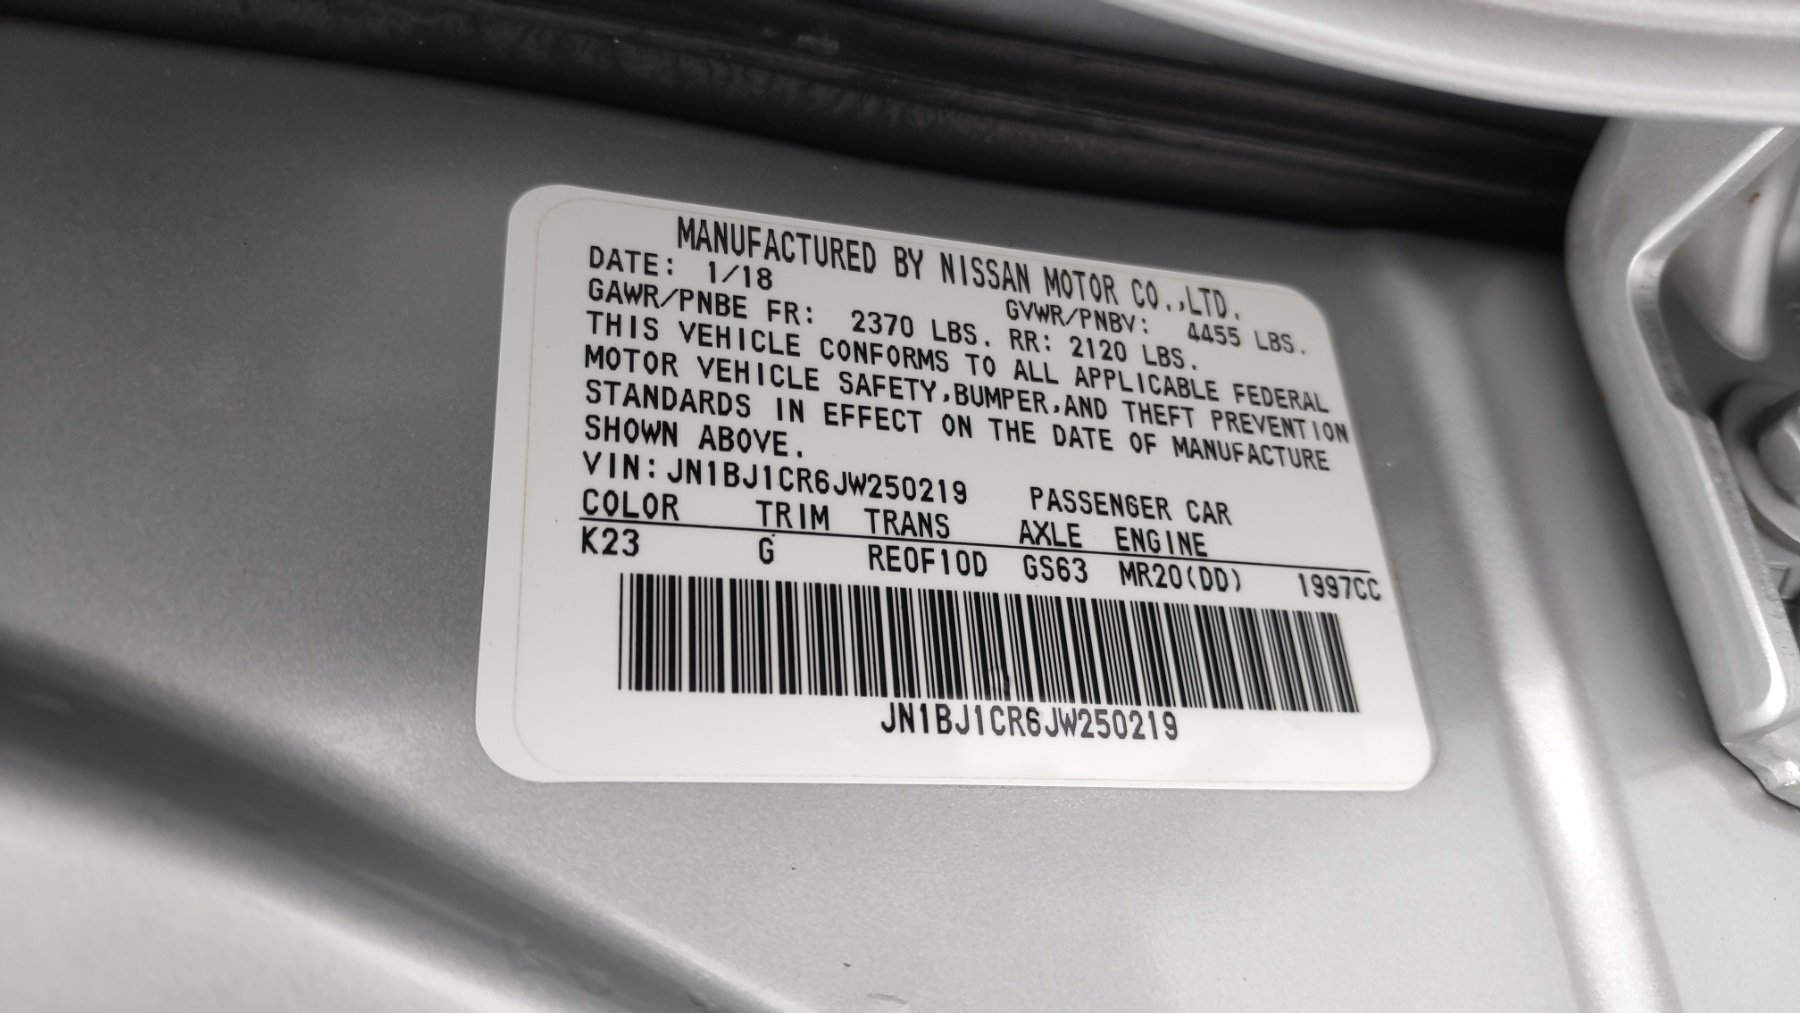 MANUFACTURED BY NISSAN MOTOR CO.,LTD.
DATE: 1/18 GVWR/PNBV: 4455 LBS.
GAWR/PNBE FR: 2370 LBS. RR: 2120 LBS.
THIS VEHICLE CONFORMS TO ALL APPLICABLE FEDERAL
MOTOR VEHICLE SAFETY,BUMPER,AND THEFT PREVENTION
STANDARDS IN EFFECT ON THE DATE OF MANUFACTURE
SHOWN ABOVE.
VIN:JN1BJ1CR6JW250219 PASSENGER CAR
COLOR TRIM TRANS AXLE ENGINE
K23 G RE0F10D GS63 MR20(DD) 1997CC
JN1BJ1CR6JW250219